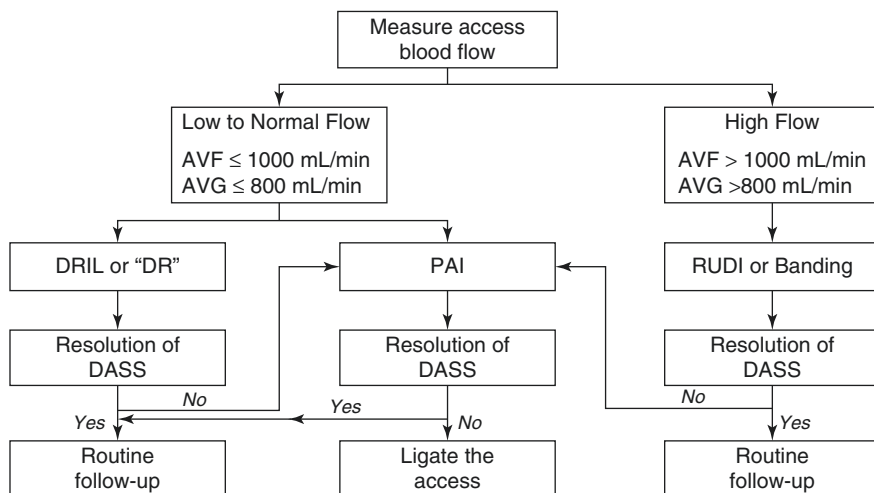 Measure access
blood flow
Low to Normal Flow
AVF ≤ 1000 mL/min
AVG ≤ 800 mL/min
High Flow
AVF > 1000 mL/min
AVG >800 mL/min
DRIL or “DR”
PAI
RUDI or Banding
Resolution of
DASS
Resolution of
DASS
Resolution of
DASS
No
Yes
Yes
No
No
Yes
Routine
follow-up
Ligate the
access
Routine
follow-up